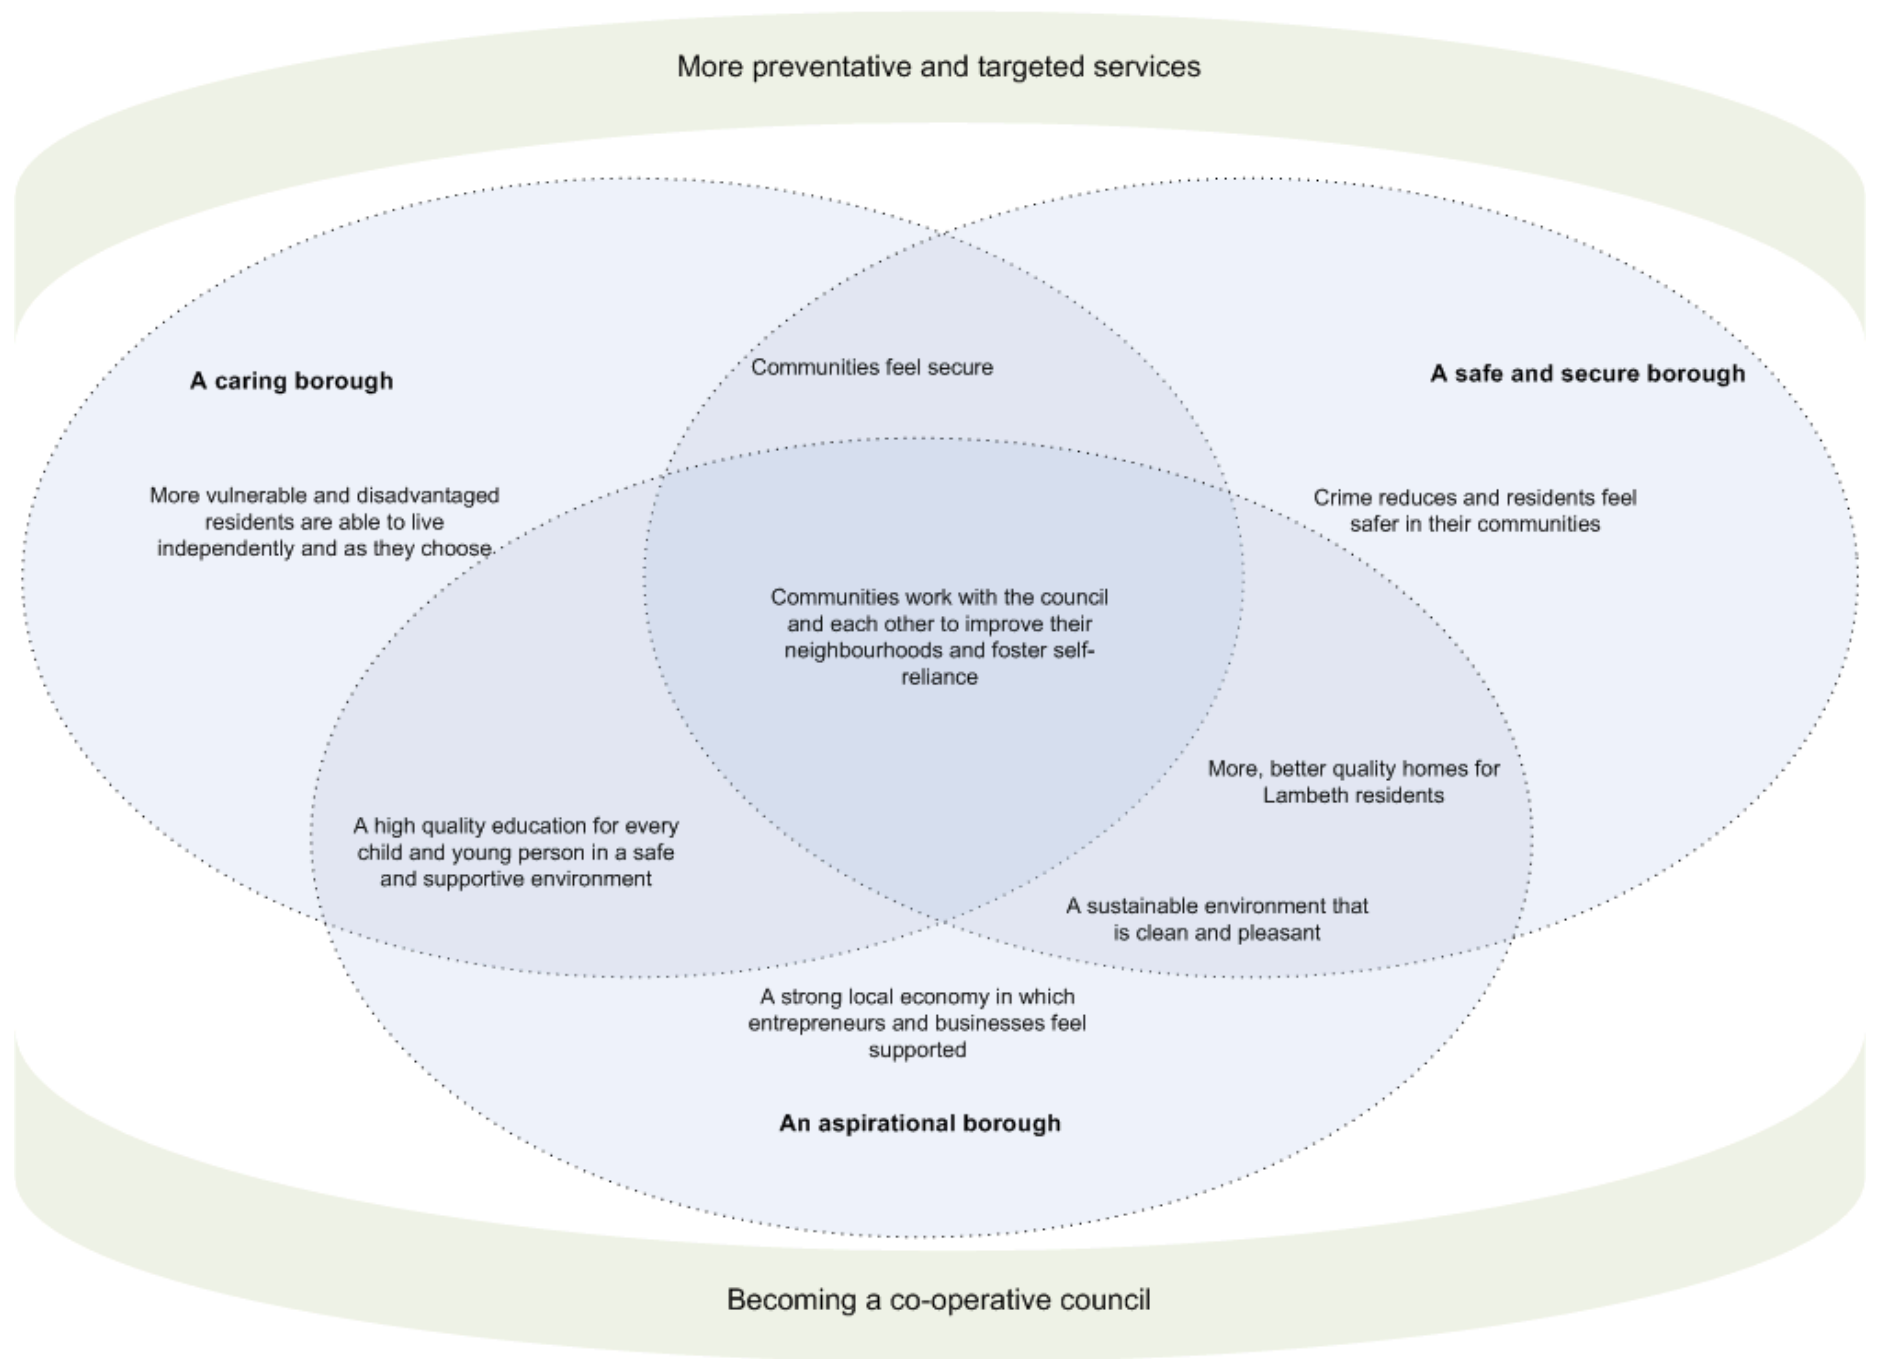 More preventative and targeted services
Communities feel secure
A caring borough
A safe and secure borough
More vulnerable and disadvantaged
residents are able to live
independently and as they choose.
Crime reduces and residents feel
safer in their communities
Communities work with the council
and each other to improve their
neighbourhoods and foster self-
reliance
More, better quality homes for
Lambeth residents
A high quality education for every
child and young person in a safe
and supportive environment
A sustainable environment that
is clean and pleasant
A strong local economy in which
entrepreneurs and businesses feel
supported
An aspirational borough
Becoming a co-operative council